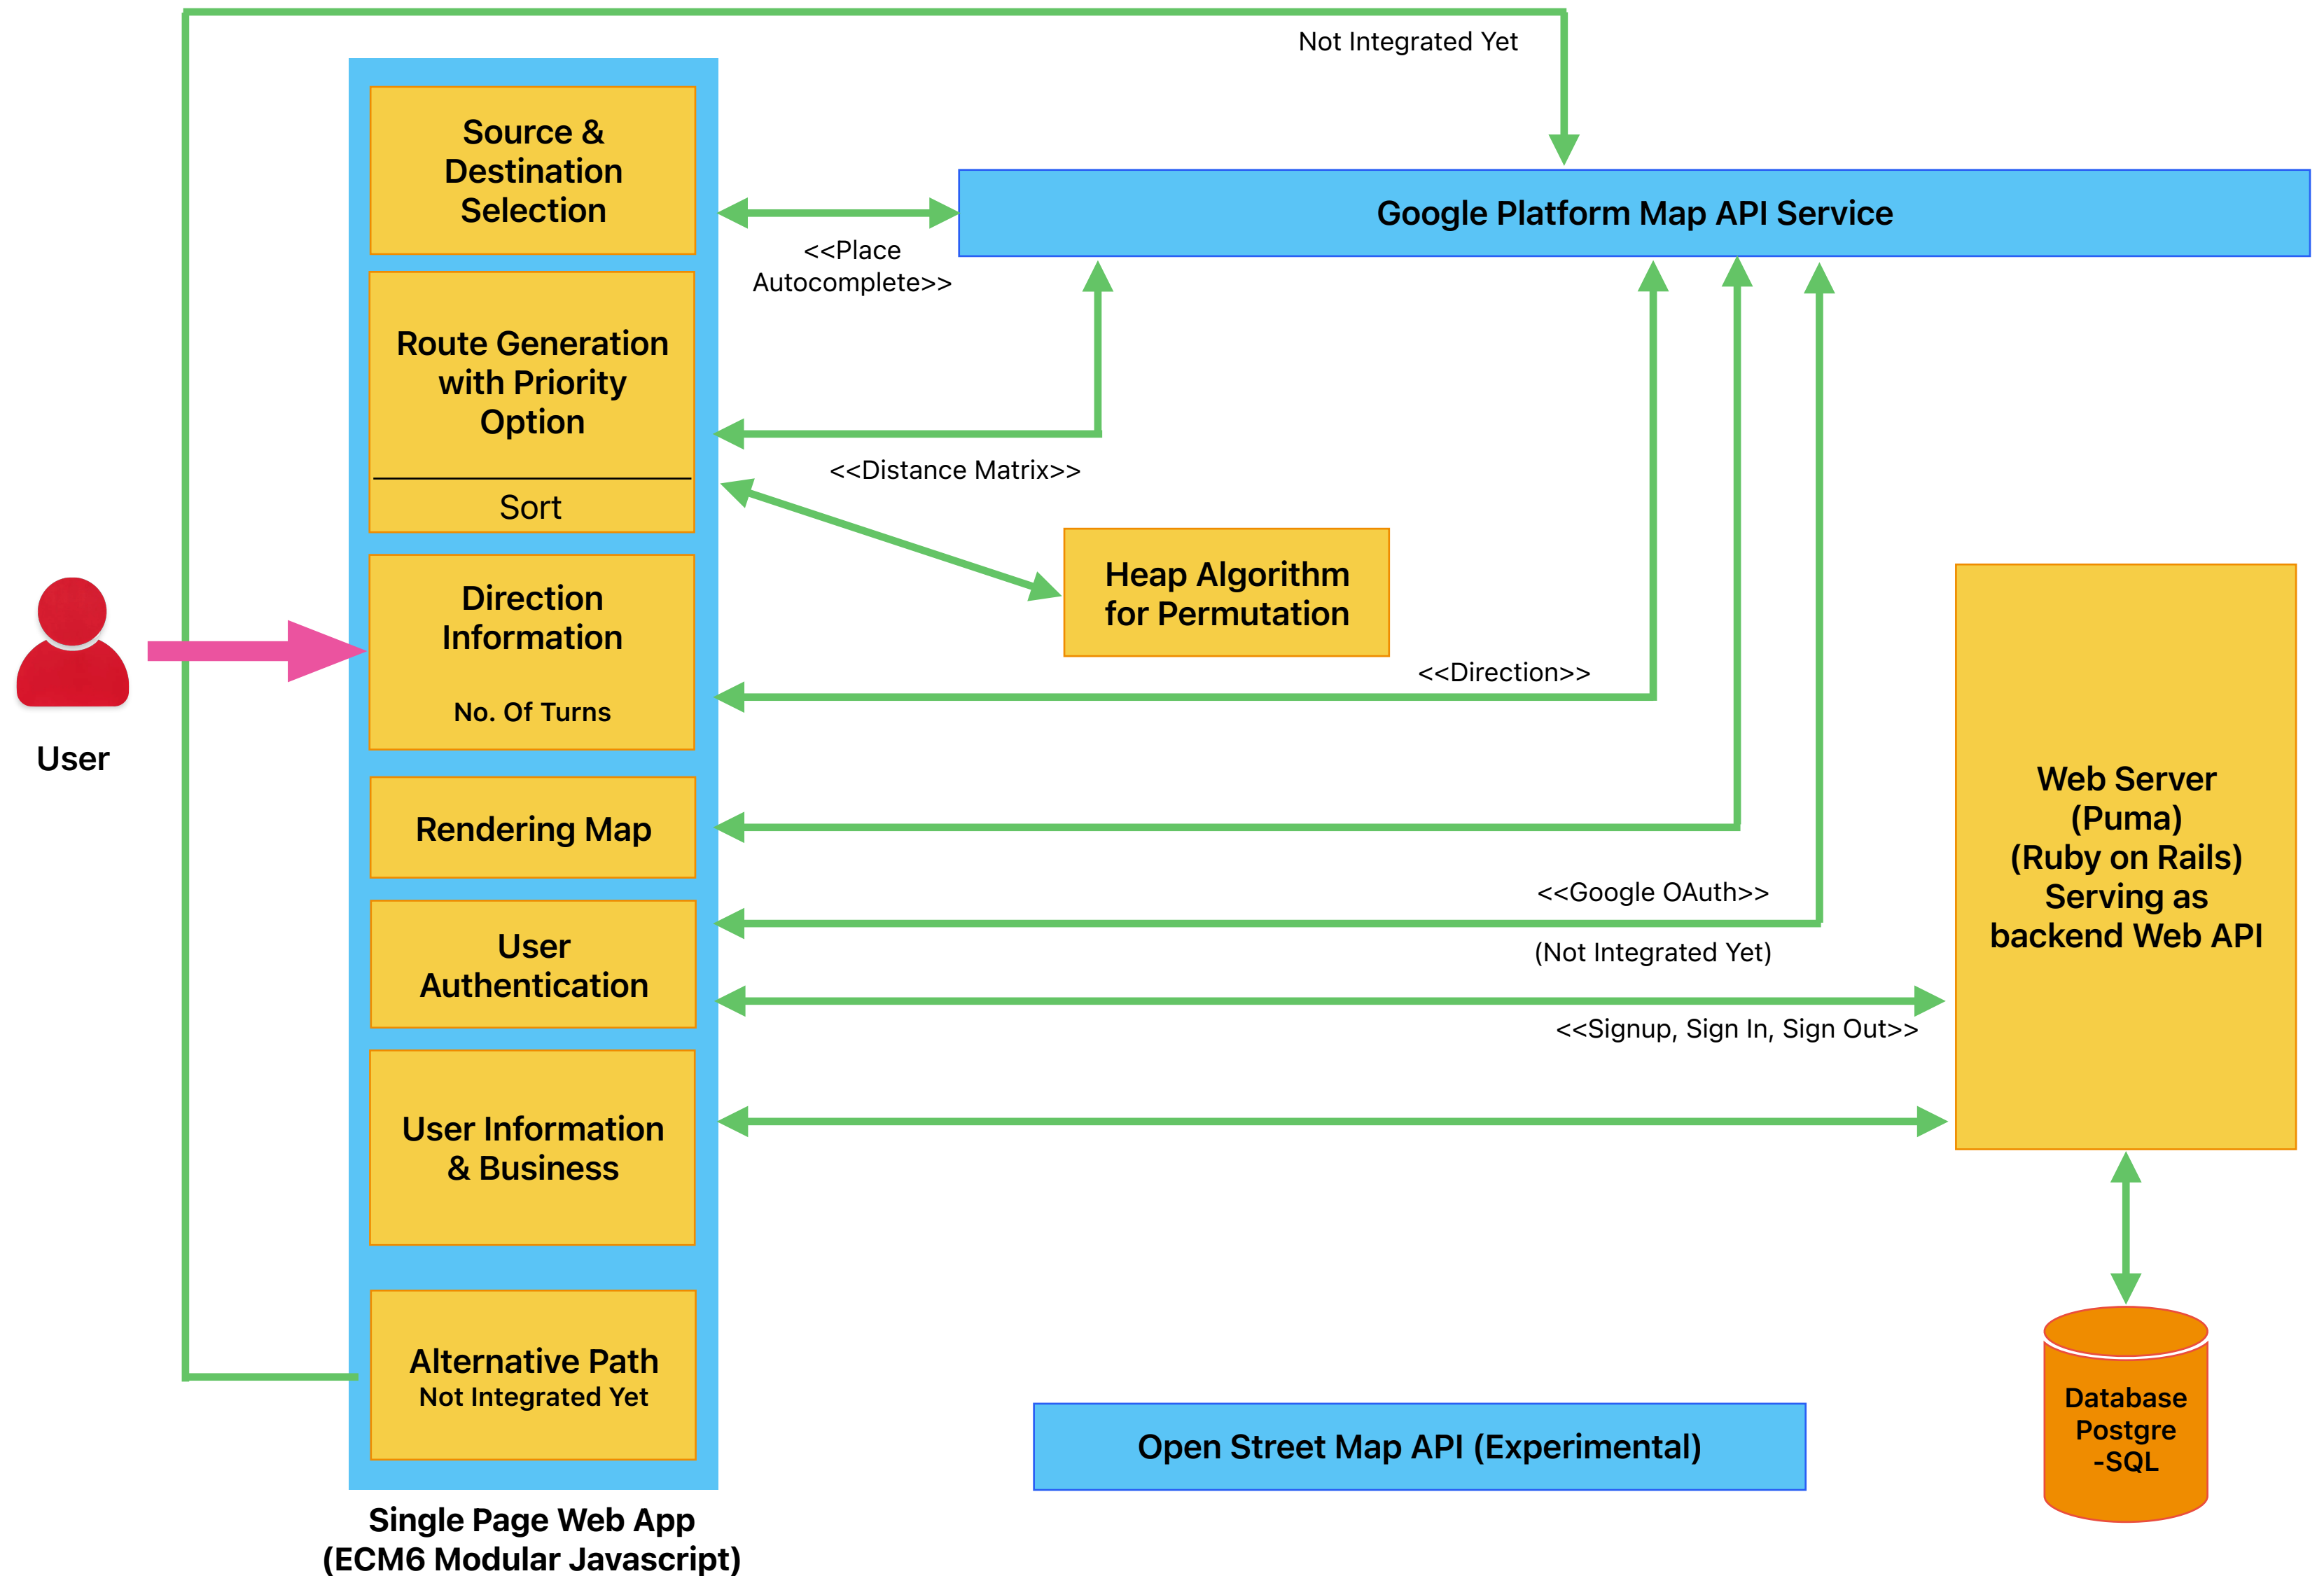 Not Integrated Yet
Source &
Destination
Selection
Google Platform Map API Service
<<Place
Autocomplete>>
Route Generation
with Priority
Option
<<Distance Matrix>>
Sort
Heap Algorithm
for Permutation
Direction
Information
No. Of Turns
<<Direction>>
User
Rendering Map
Web Server
(Puma)
(Ruby on Rails)
Serving as
backend Web API
<<Google OAuth>>
(Not Integrated Yet)
User
Authentication
<<Signup, Sign In, Sign Out>>
User Information
& Business
Alternative Path
Not Integrated Yet
Open Street Map API (Experimental)
Database
Postgre
-SQL
Single Page Web App
(ECM6 Modular Javascript)